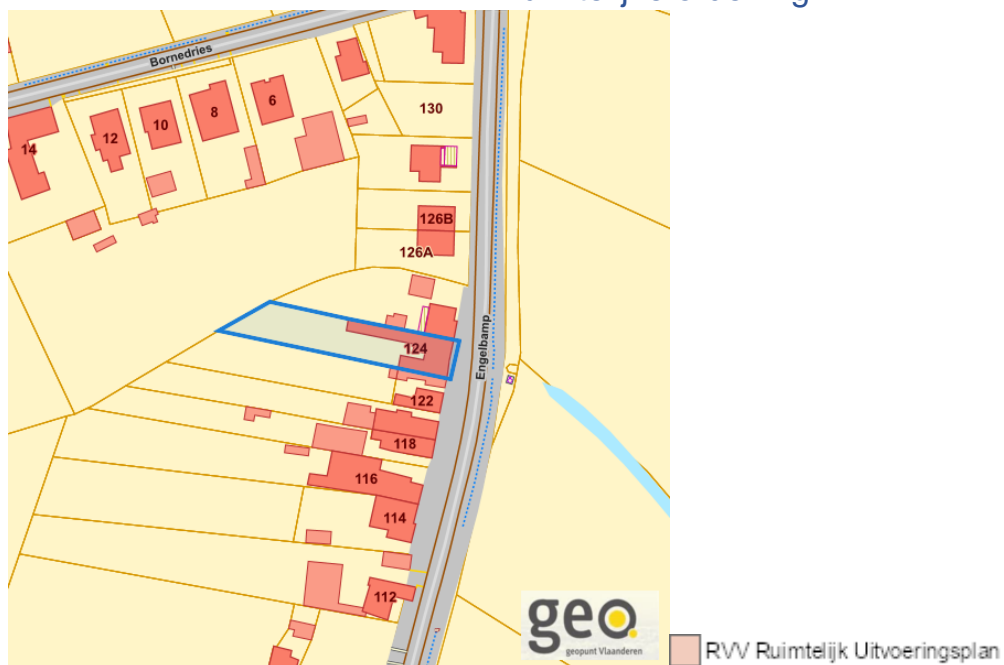 Bornedries
130
6
8
10
12
14
126B
126A
124
Engelbamp
122
118
116
114
112
geo.
geopunt Vlaanderen
RVV Ruimtelijk Uitvoeringsplan